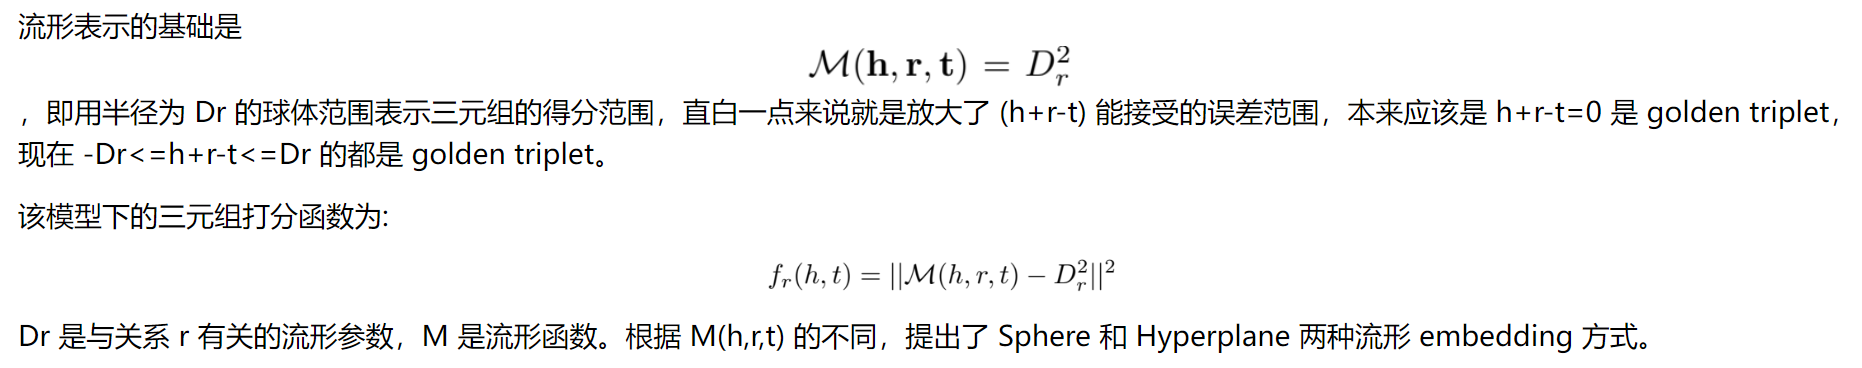 流形表示的基础是
𝓜(𝐡, 𝐫, 𝐭) = D_r^2
，即用半径为 Dr 的球体范围表示三元组的得分范围，直白一点来说就是放大了 (h+r-t) 能接受的误差范围，本来应该是 h+r-t=0 是 golden triplet，
现在 -Dr<=h+r-t<=Dr 的都是 golden triplet。
该模型下的三元组打分函数为:
f_r(h, t) = ||𝓜(h, r, t) − D_r^2||^2
Dr 是与关系 r 有关的流形参数，M 是流形函数。根据 M(h,r,t) 的不同，提出了 Sphere 和 Hyperplane 两种流形 embedding 方式。